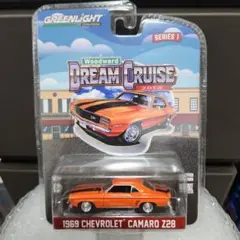 GREENLIGHT
SERIES 1
Woodward
DREAM CRUISE
1969 CHEVROLET CAMARO Z28